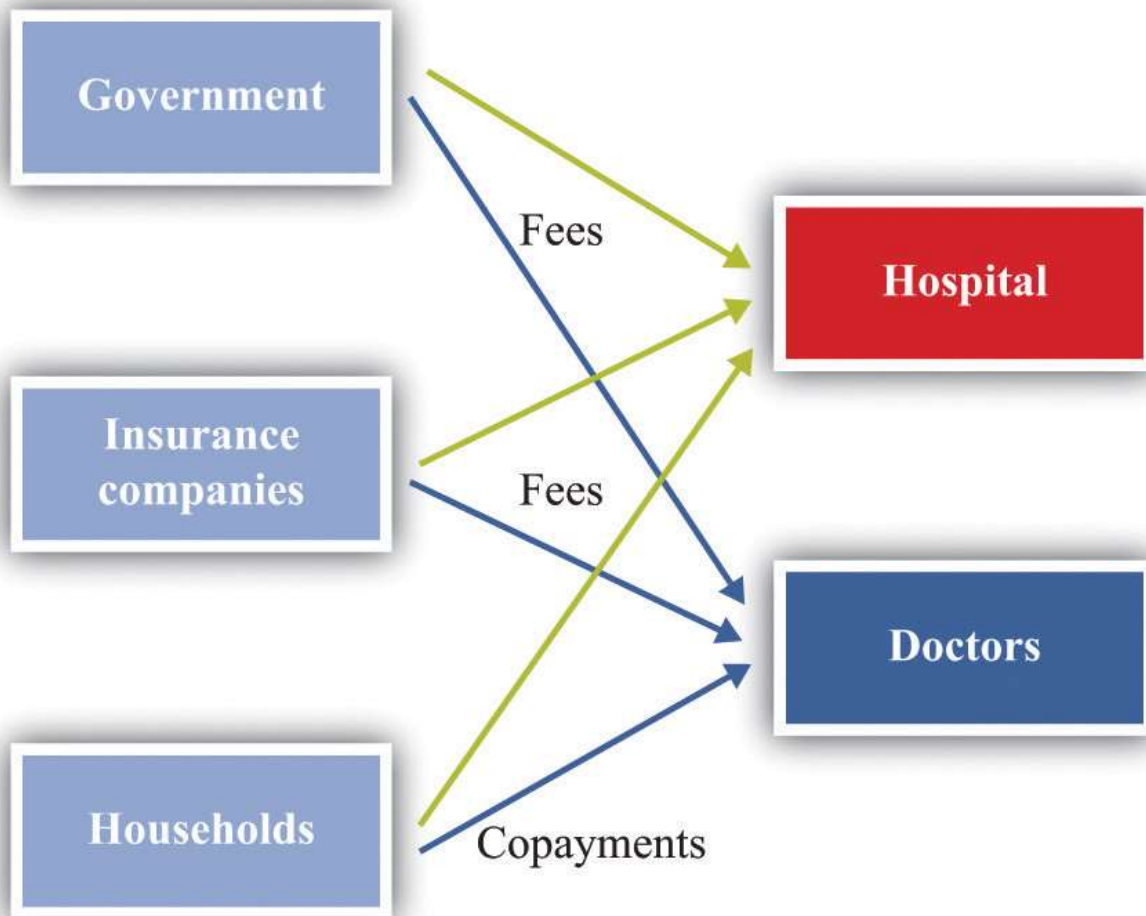 Government
Fees
Hospital
Insurance
companies
Fees
Doctors
Households
Copayments